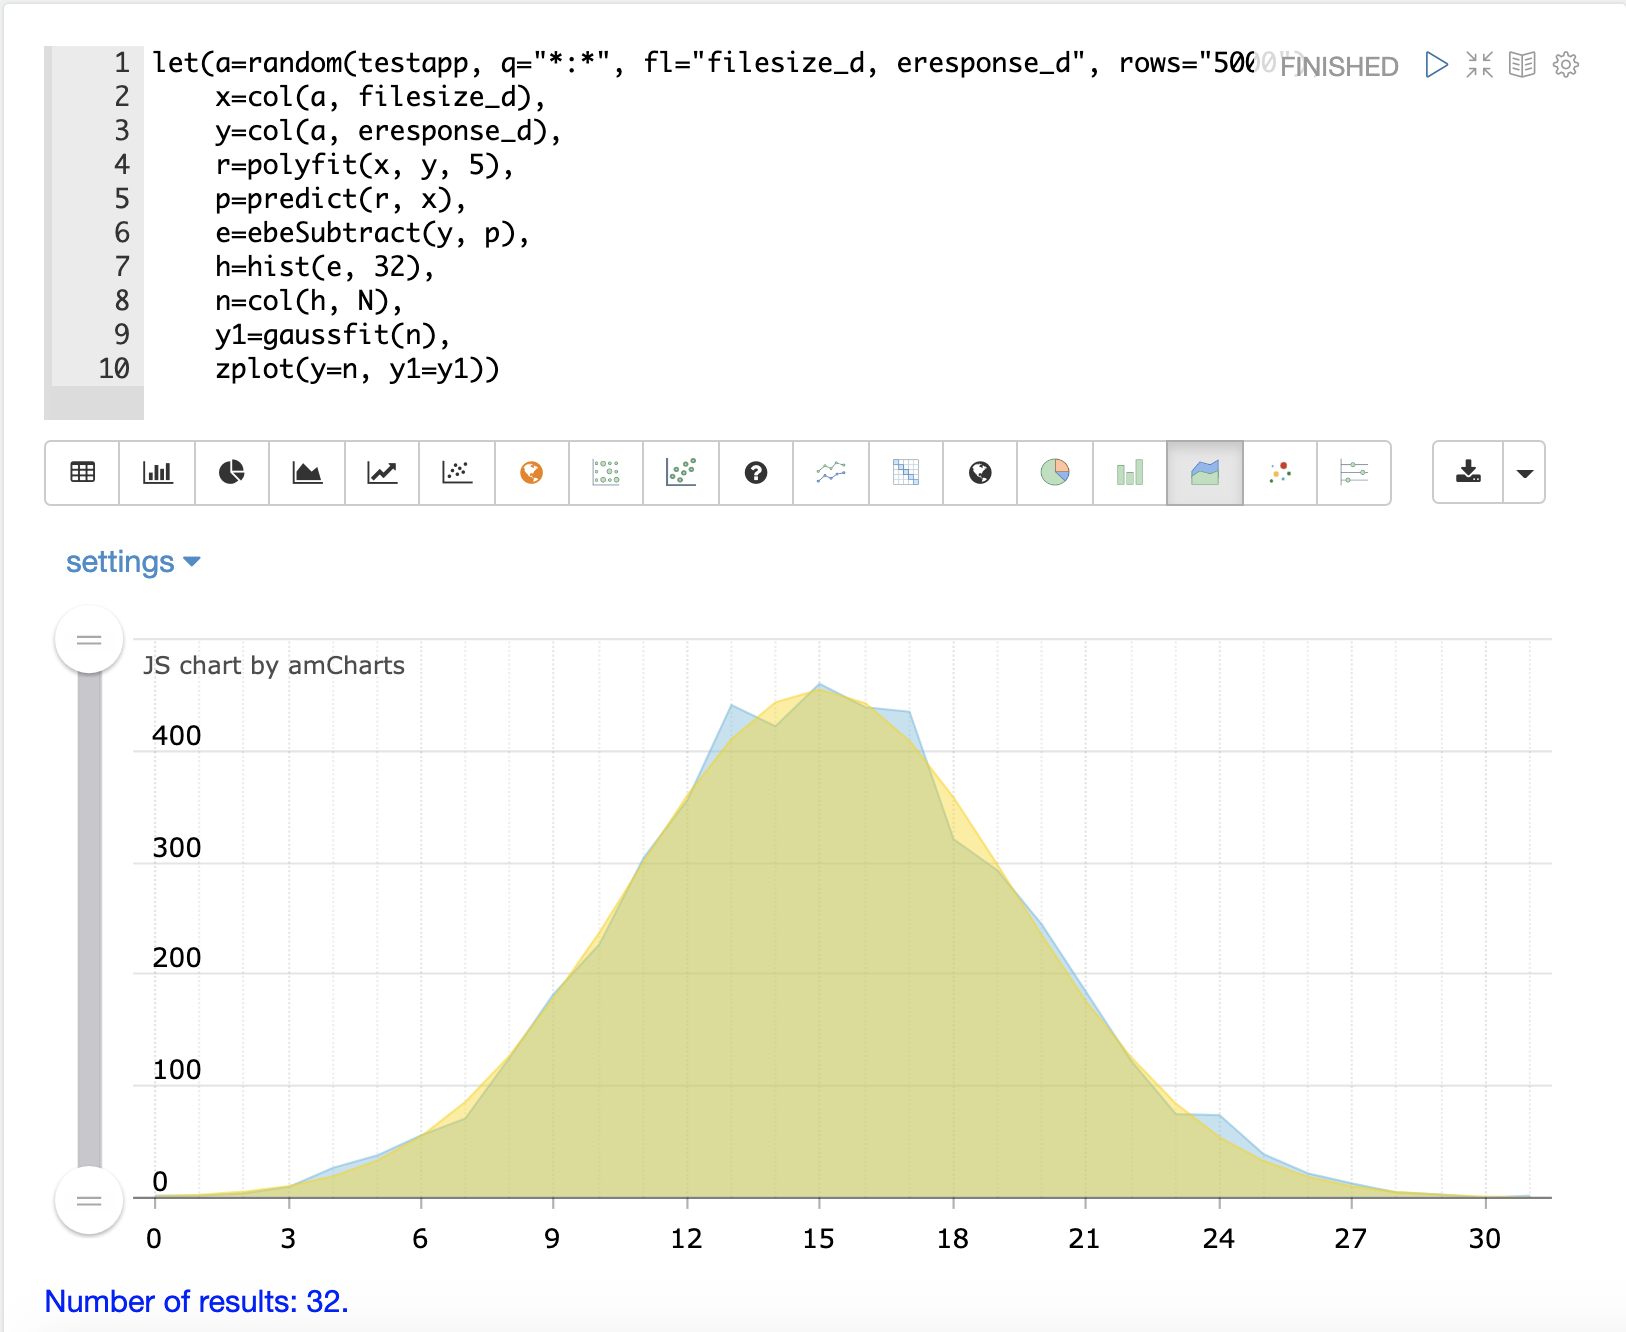 1 let(a=random(testapp, q="*:*", fl="filesize_d, eresponse_d", rows="5000"), FINISHED
2 x=col(a, filesize_d),
3 y=col(a, eresponse_d),
4 r=polyfit(x, y, 5),
5 p=predict(r, x),
6 e=ebeSubtract(y, p),
7 h=hist(e, 32),
8 n=col(h, N),
9 y1=gaussfit(n),
10 zplot(y=n, y1=y1))
settings
JS chart by amCharts
400
300
200
100
0
0 3 6 9 12 15 18 21 24 27 30
Number of results: 32.